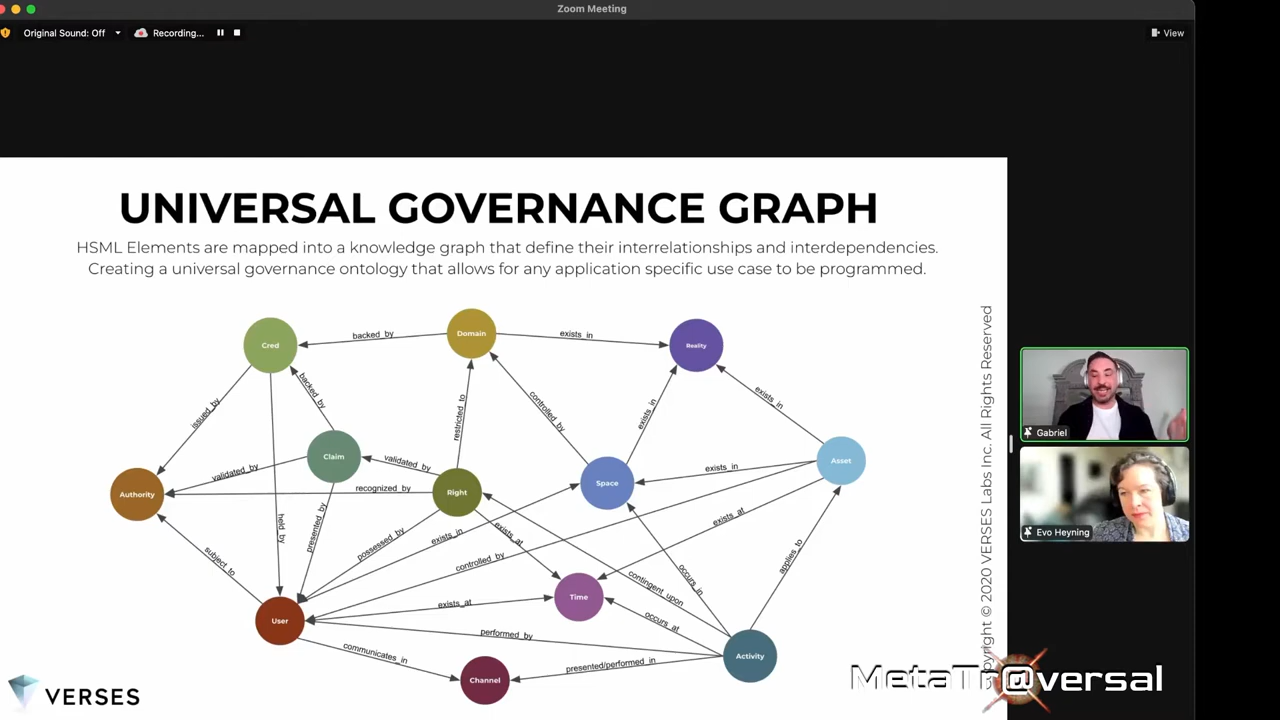 Zoom Meeting
Original Sound: Off
Recording...
View
UNIVERSAL GOVERNANCE GRAPH
HSML Elements are mapped into a knowledge graph that define their interrelationships and interdependencies.
Creating a universal governance ontology that allows for any application specific use case to be programmed.
Cred
backed_by
Domain
exists_in
Reality
issued_by
backed_by
restricted_to
controlled_by
exists_in
exists_in
Claim
validated_by
validated_by
Authority
recognized_by
Right
Space
exists_in
Asset
held_by
presented_by
possessed_by
exists_in
exists_at
exists_at
subject_to
controlled_by
contingent_upon
occurs_in
applies_to
User
exists_at
Time
occurs_at
performed_by
Activity
communicates_in
Channel
presented/performed_in
VERSES
Copyright © 2020 VERSES Labs Inc. All Rights Reserved
Gabriel
Evo Heyning
MetaTr@versal